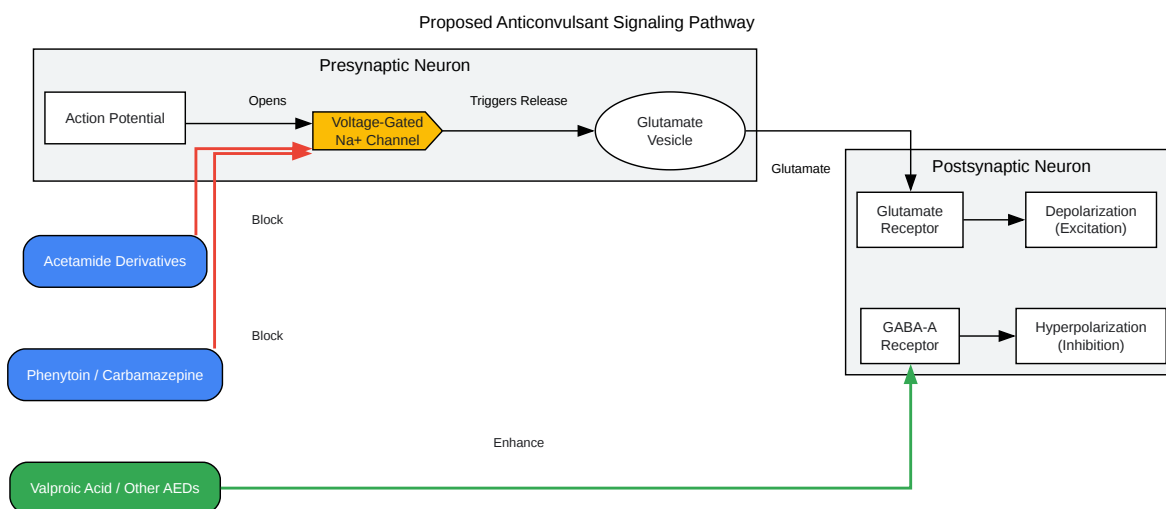 Proposed Anticonvulsant Signaling Pathway
Presynaptic Neuron
Action Potential
Opens
Voltage-Gated
Na+ Channel
Triggers Release
Glutamate
Vesicle
Glutamate
Postsynaptic Neuron
Glutamate
Receptor
Depolarization
(Excitation)
Block
Acetamide Derivatives
GABA-A
Receptor
Hyperpolarization
(Inhibition)
Block
Phenytoin / Carbamazepine
Enhance
Valproic Acid / Other AEDs